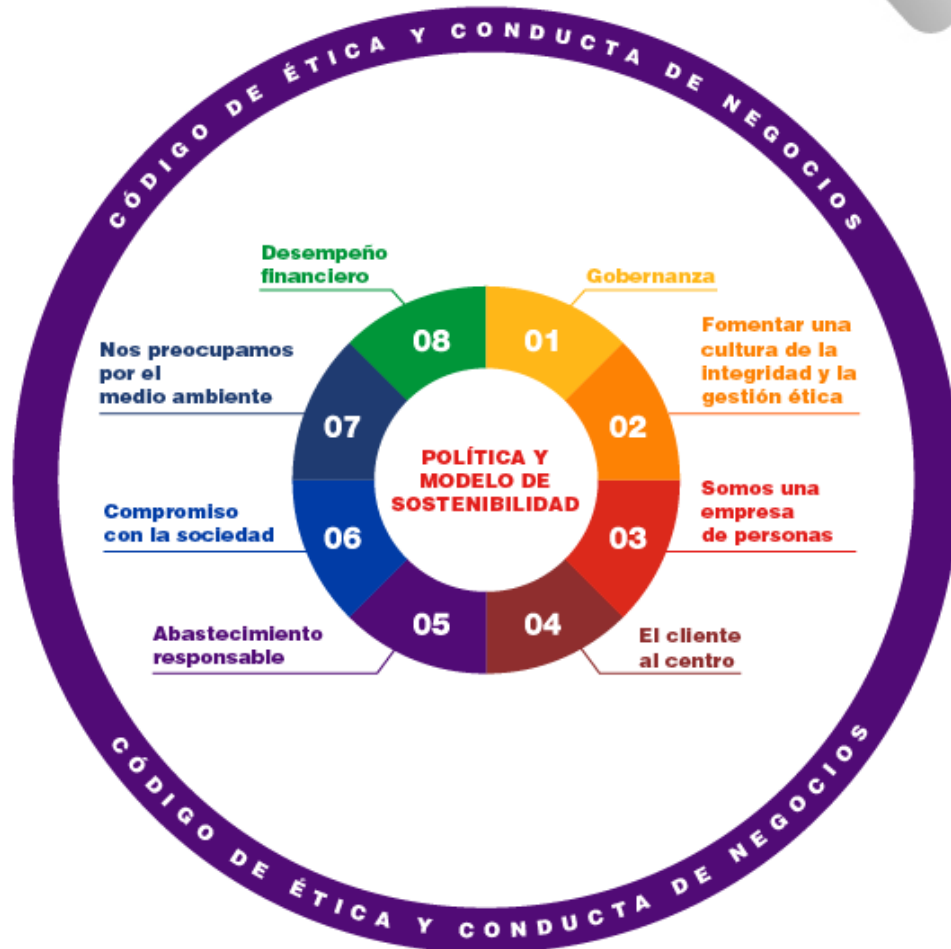 CÓDIGO DE ÉTICA Y CONDUCTA DE NEGOCIOS
Desempeño
financiero
Gobernanza
Nos preocupamos
por el
medio ambiente
Fomentar una
cultura de la
integridad y la
gestión ética
08
01
07
02
POLÍTICA Y
MODELO DE
SOSTENIBILIDAD
Compromiso
con la sociedad
Somos una
empresa
de personas
06
03
05
04
Abastecimiento
responsable
El cliente
al centro
CÓDIGO DE ÉTICA Y CONDUCTA DE NEGOCIOS